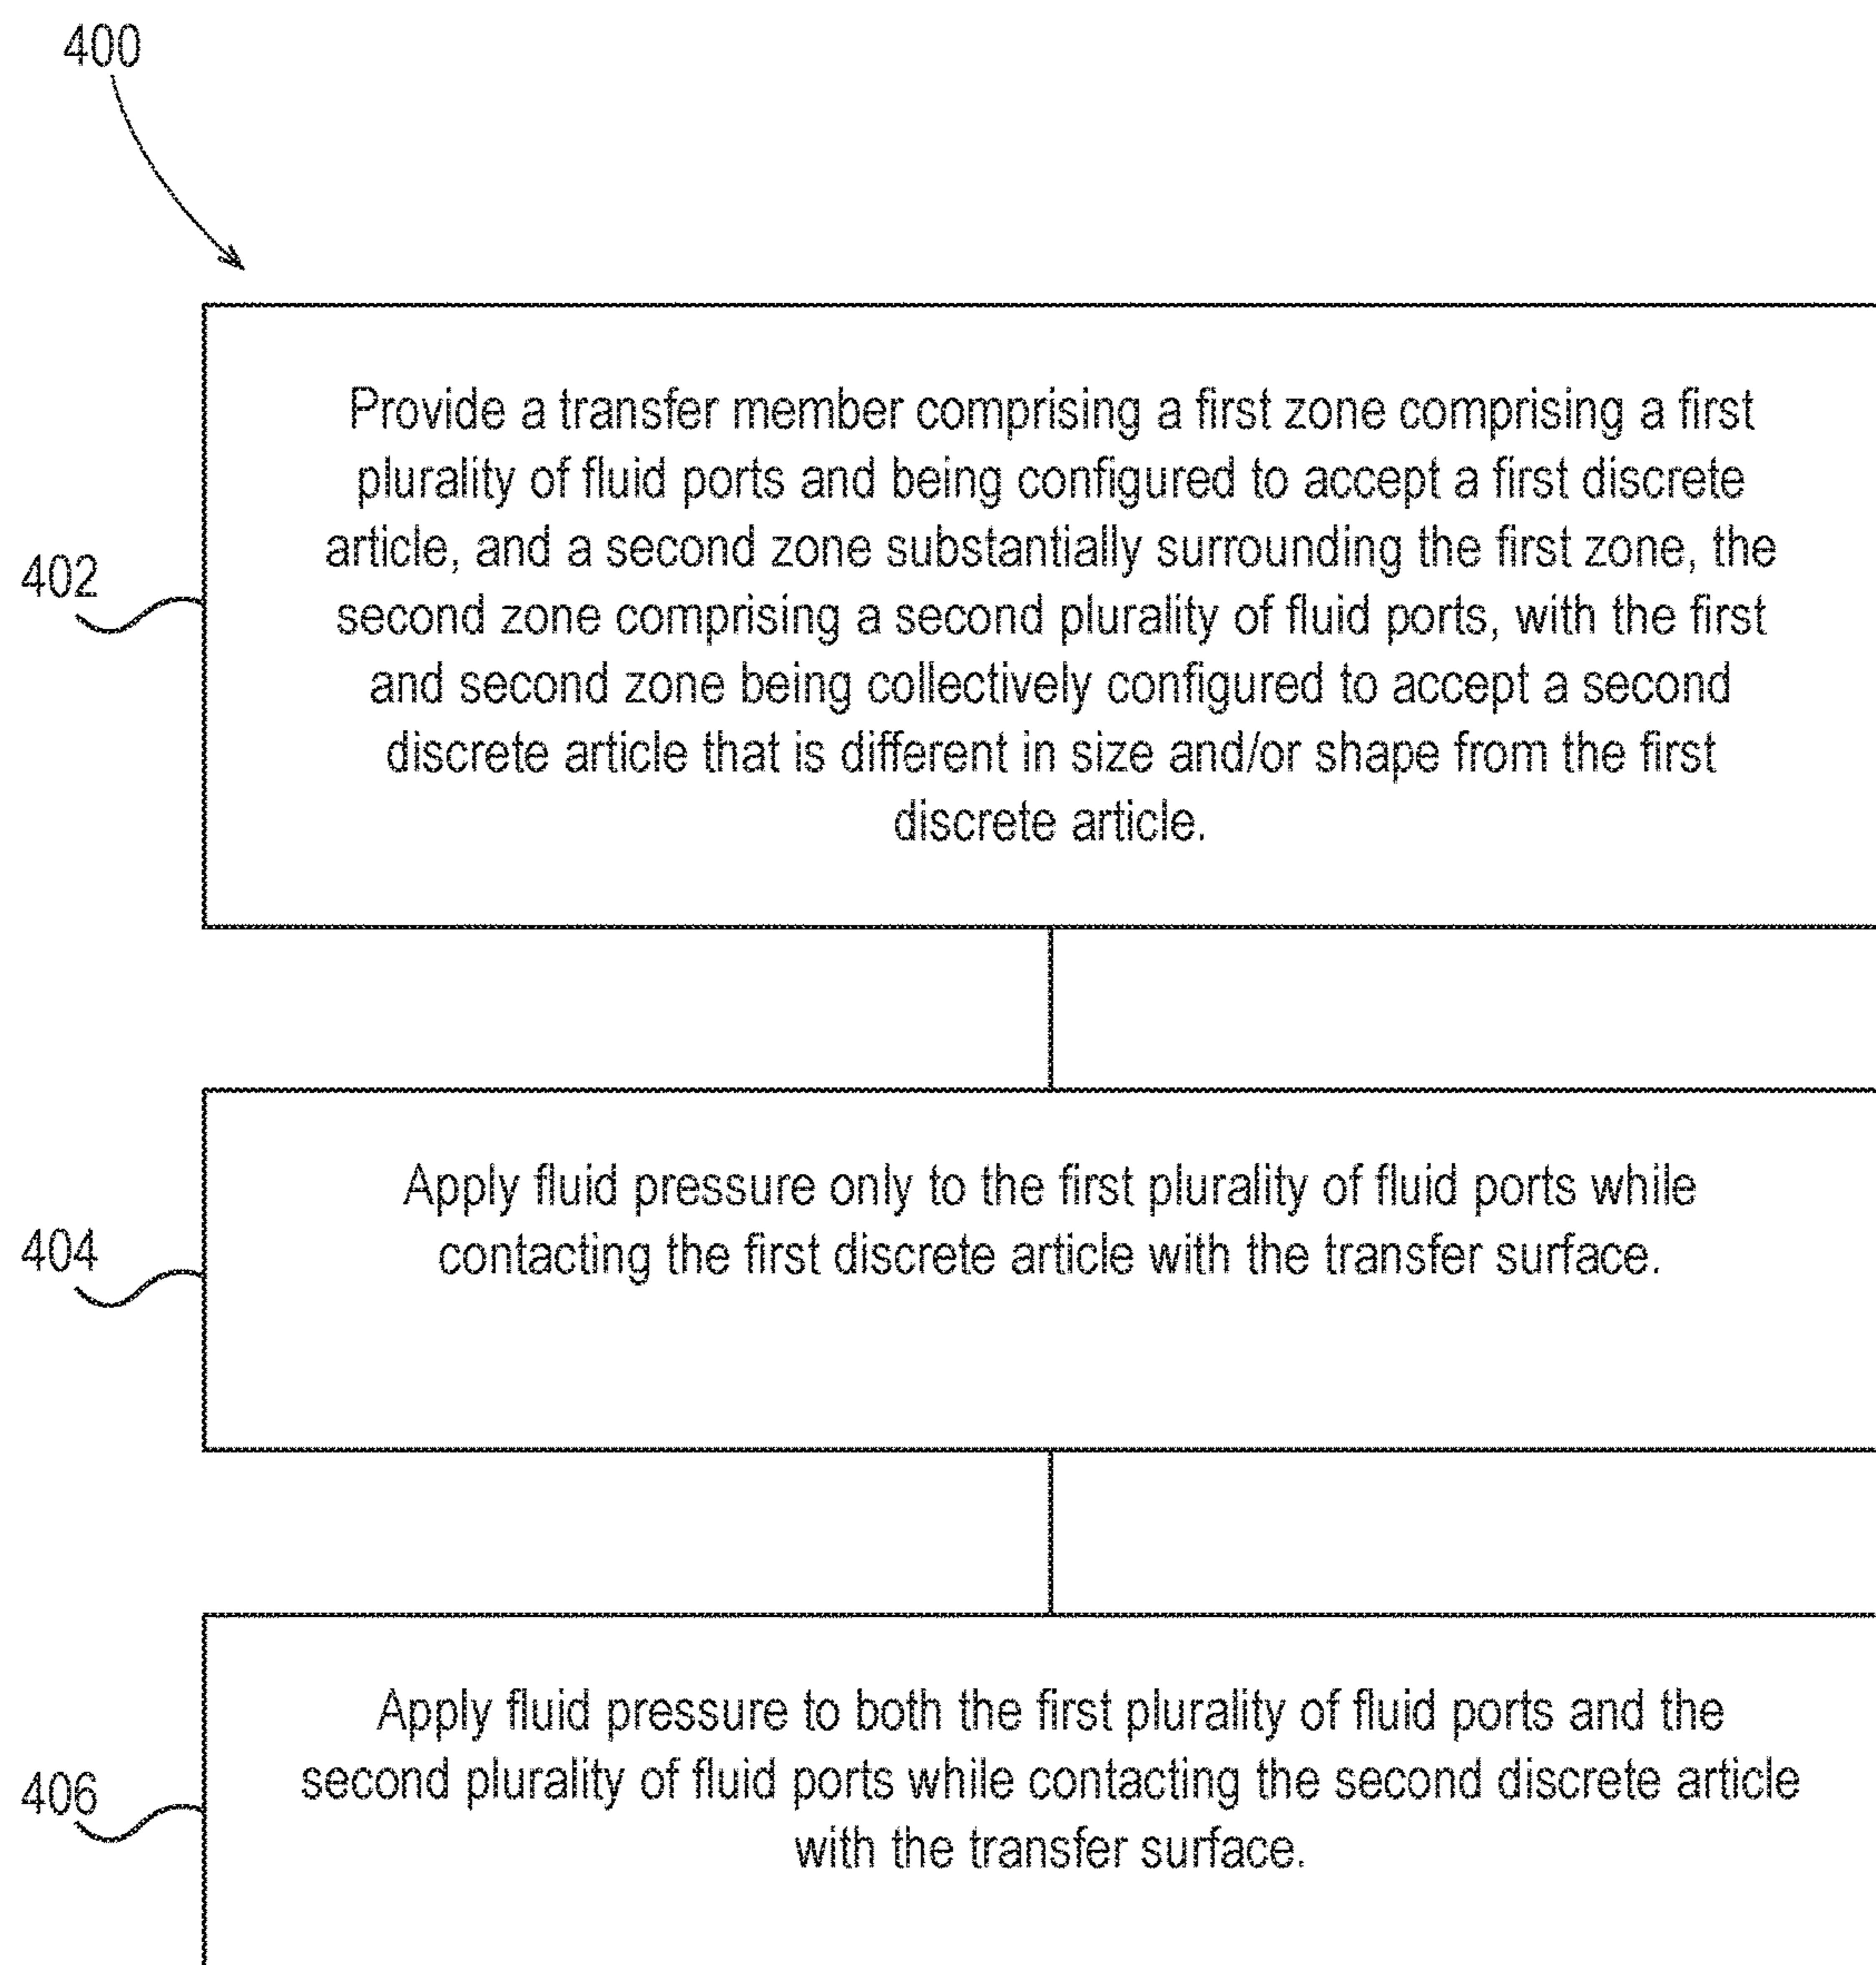 400
402
Provide a transfer member comprising a first zone comprising a first
plurality of fluid ports and being configured to accept a first discrete
article, and a second zone substantially surrounding the first zone, the
second zone comprising a second plurality of fluid ports, with the first
and second zone being collectively configured to accept a second
discrete article that is different in size and/or shape from the first
discrete article.
404
Apply fluid pressure only to the first plurality of fluid ports while
contacting the first discrete article with the transfer surface.
406
Apply fluid pressure to both the first plurality of fluid ports and the
second plurality of fluid ports while contacting the second discrete article
with the transfer surface.